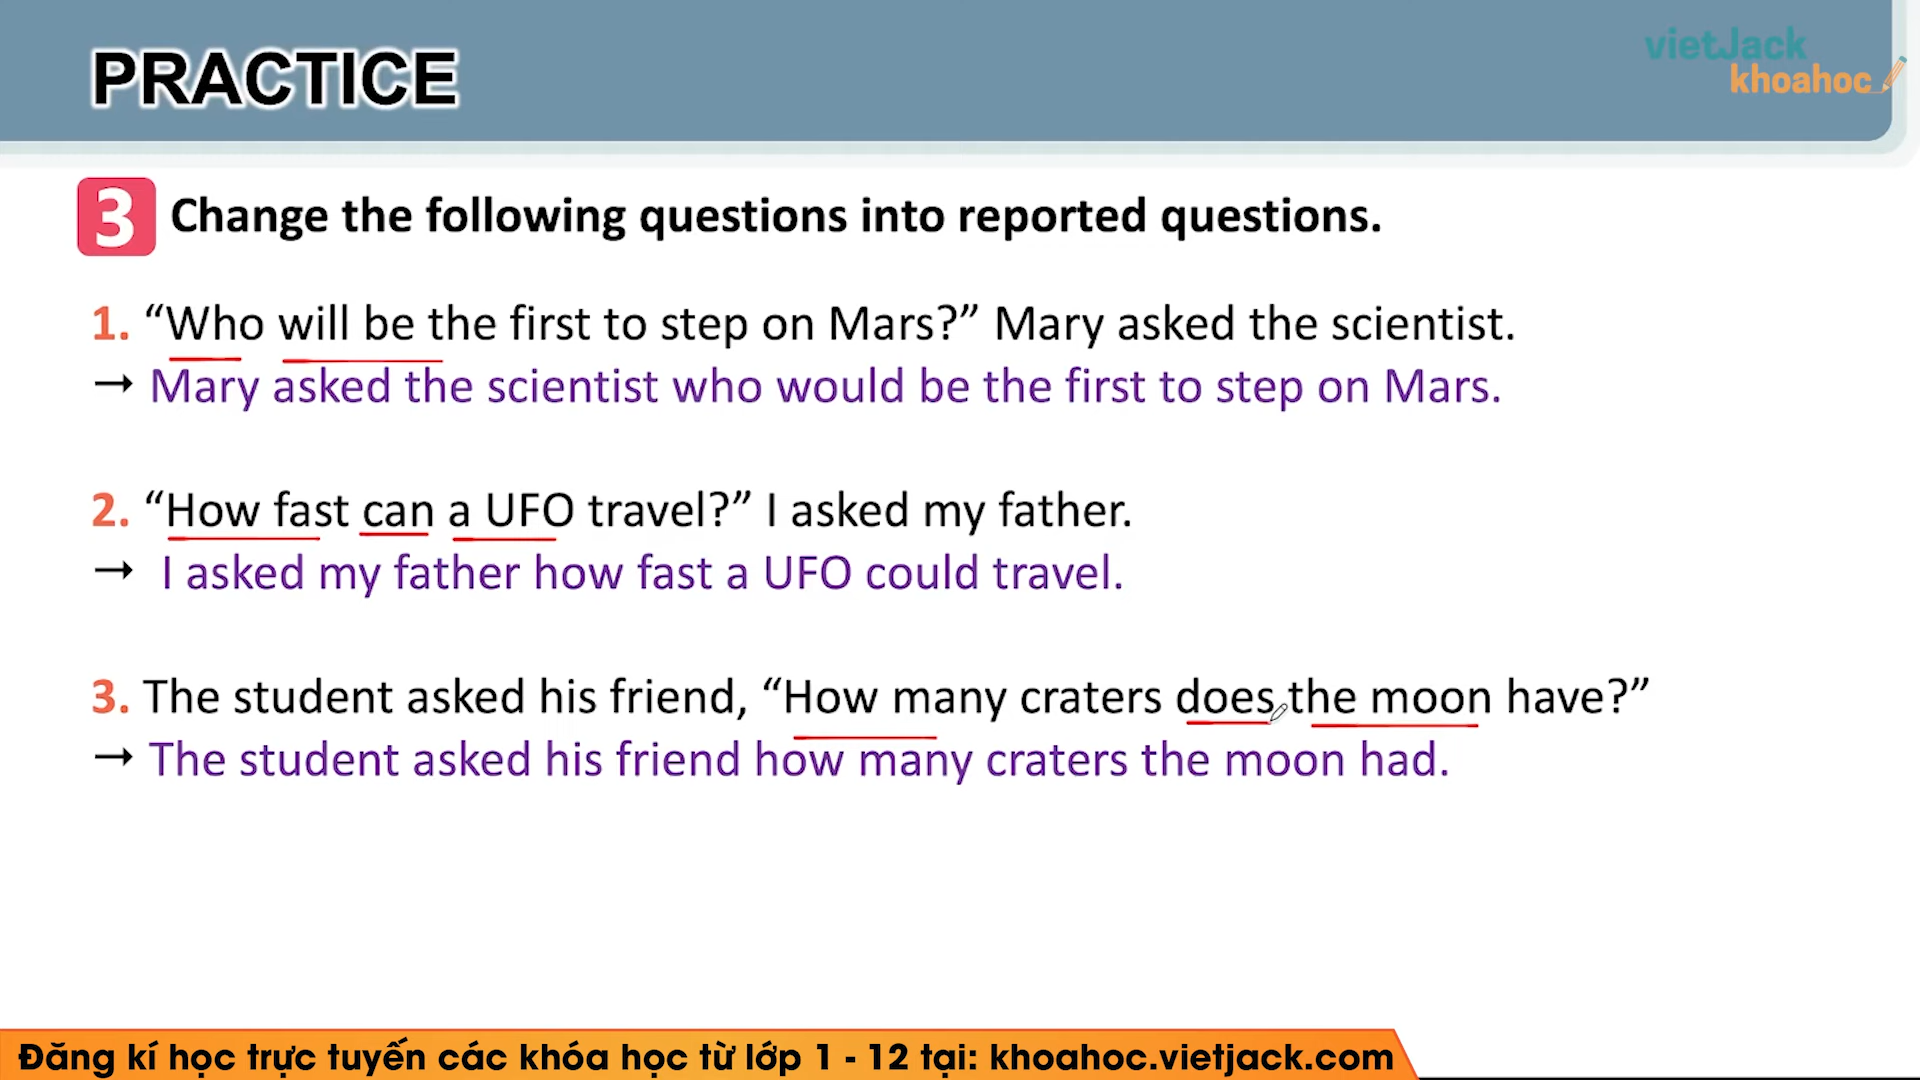 PRACTICE
vietJack
khoahoc
3 Change the following questions into reported questions.
1. “Who will be the first to step on Mars?” Mary asked the scientist.
→ Mary asked the scientist who would be the first to step on Mars.
2. “How fast can a UFO travel?” I asked my father.
→ I asked my father how fast a UFO could travel.
3. The student asked his friend, “How many craters does the moon have?”
→ The student asked his friend how many craters the moon had.
Đăng kí học trực tuyến các khóa học từ lớp 1 - 12 tại: khoahoc.vietjack.com